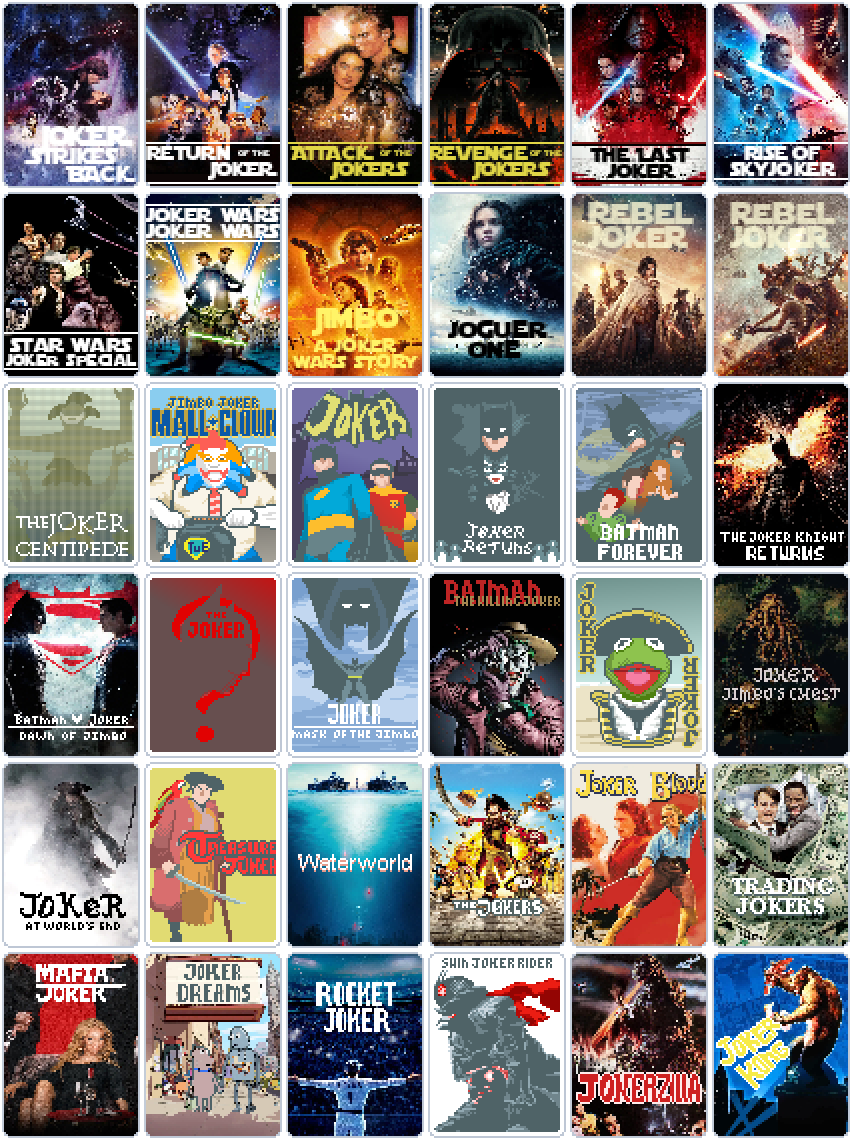 JOKER
STRIKES
BACK
RETURN OF THE
JOKER
ATTACK OF THE
JOKERS
REVENGE OF THE
JOKERS
THE LAST
JOKER
RISE OF
SKYJOKER
STAR WARS
JOKER SPECIAL
JOKER WARS
JOKER WARS
JIMBO
A JOKER
WARS STORY
JOGUER
ONE
REBEL
JOKER
REBEL
JOKER
THE JOKER
CENTIPEDE
JIMBO JOKER
MALL CLOWN
JOKER
JOKER
RETURNS
BATMAN
FOREVER
THE JOKER KNIGHT
RETURNS
BATMAN V JOKER
DAWN OF JIMBO
THE
JOKER
JOKER
MASK OF THE JIMBO
BATMAN
THE KILLING JOKER
JOKER
JOKER
JOKER
JIMBO'S CHEST
JOKER
AT WORLD'S END
TREASURE
JOKER
Waterworld
THE JOKERS
JOKER BLOOD
TRADING
JOKERS
MAFIA
JOKER
JOKER
DREAMS
ROCKET
JOKER
SHIN JOKER RIDER
JOKERZILLA
JOKER
KONG